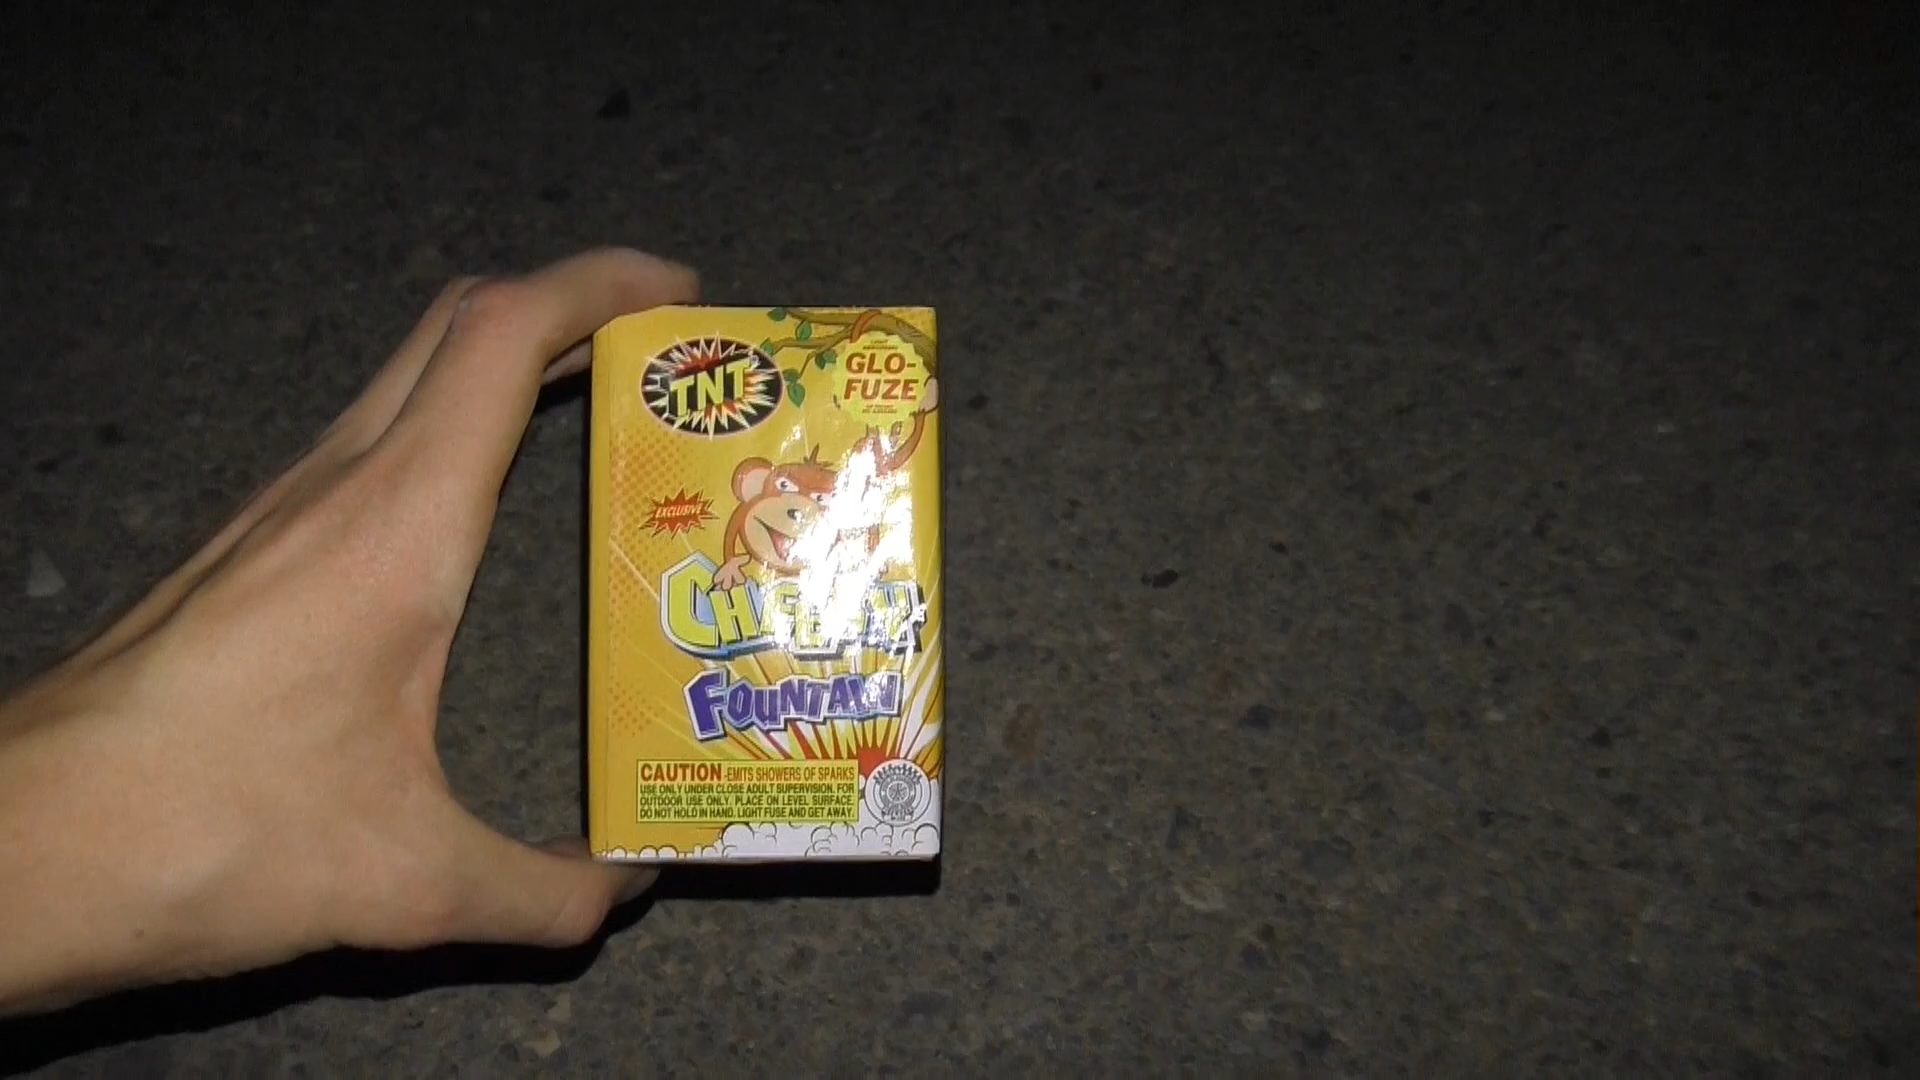 TNT
GLO-
FUZE
EXCLUSIVE
FOUNTAIN
CAUTION-EMITS SHOWERS OF SPARKS
USE ONLY UNDER CLOSE ADULT SUPERVISION. FOR
OUTDOOR USE ONLY. PLACE ON LEVEL SURFACE.
DO NOT HOLD IN HAND. LIGHT FUSE AND GET AWAY.